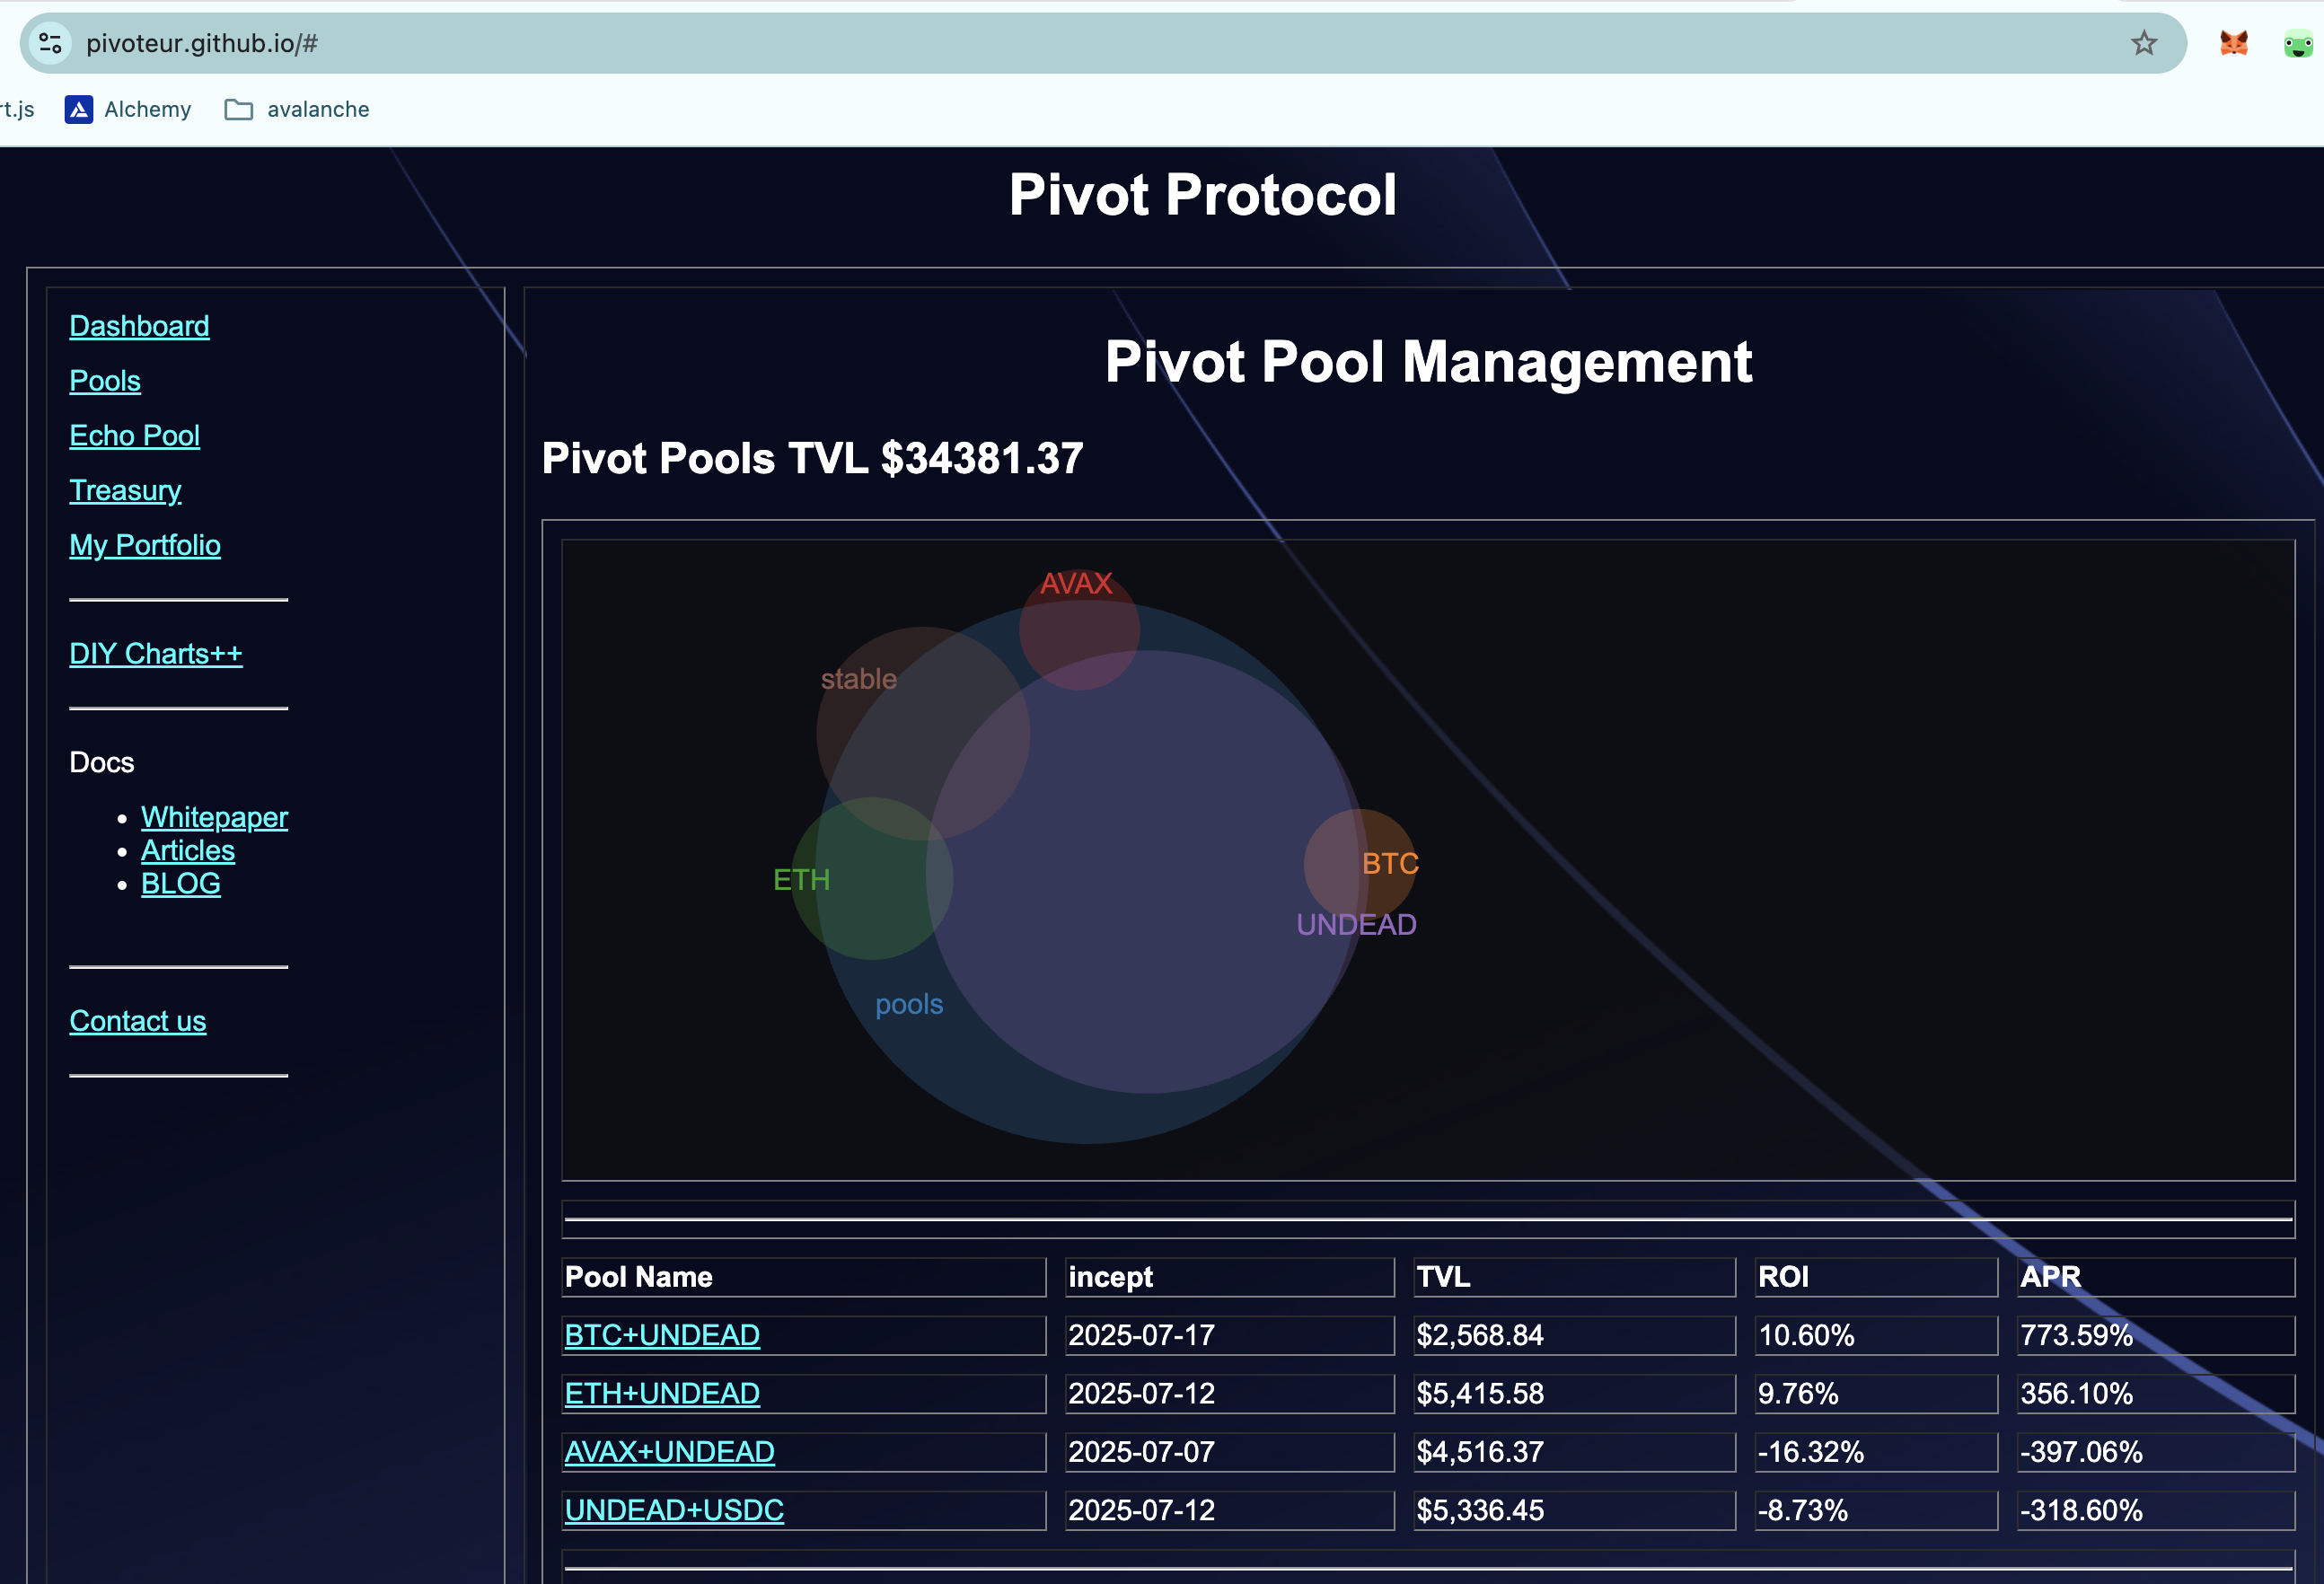 pivoteur.github.io/#
rt.js Alchemy avalanche
Pivot Protocol
Dashboard
Pools
Echo Pool
Treasury
My Portfolio
DIY Charts++
Docs
Whitepaper
Articles
BLOG
Contact us
Pivot Pool Management
Pivot Pools TVL $34381.37
AVAX
stable
ETH
BTC
UNDEAD
pools
Pool Name incept TVL ROI APR
BTC+UNDEAD 2025-07-17 $2,568.84 10.60% 773.59%
ETH+UNDEAD 2025-07-12 $5,415.58 9.76% 356.10%
AVAX+UNDEAD 2025-07-07 $4,516.37 -16.32% -397.06%
UNDEAD+USDC 2025-07-12 $5,336.45 -8.73% -318.60%